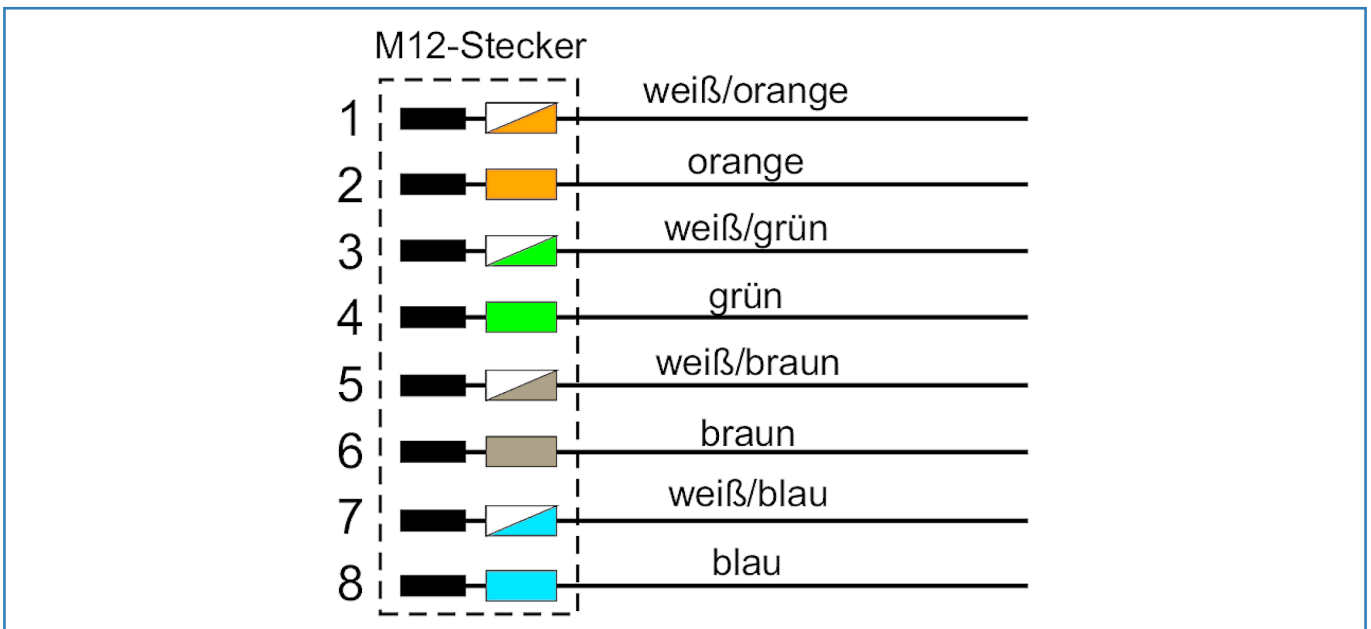 M12-Stecker
1 weiß/orange
2 orange
3 weiß/grün
4 grün
5 weiß/braun
6 braun
7 weiß/blau
8 blau